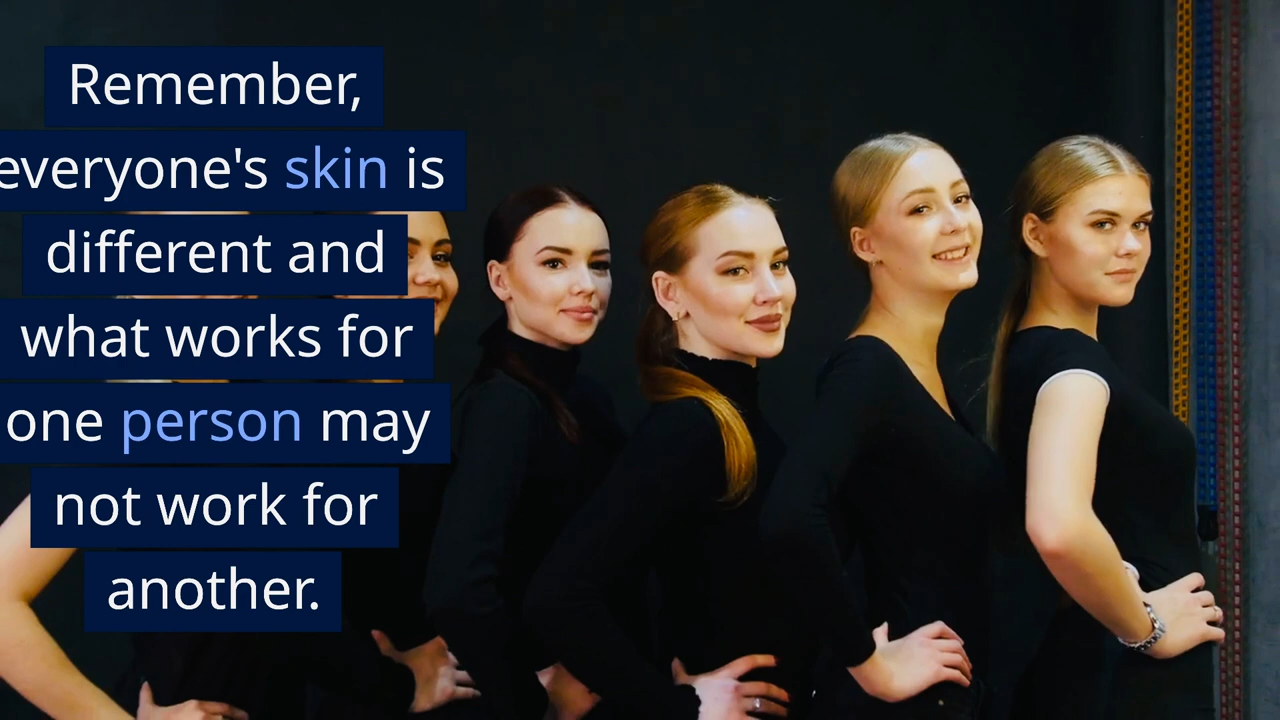 Remember,
everyone's skin is
different and
what works for
one person may
not work for
another.